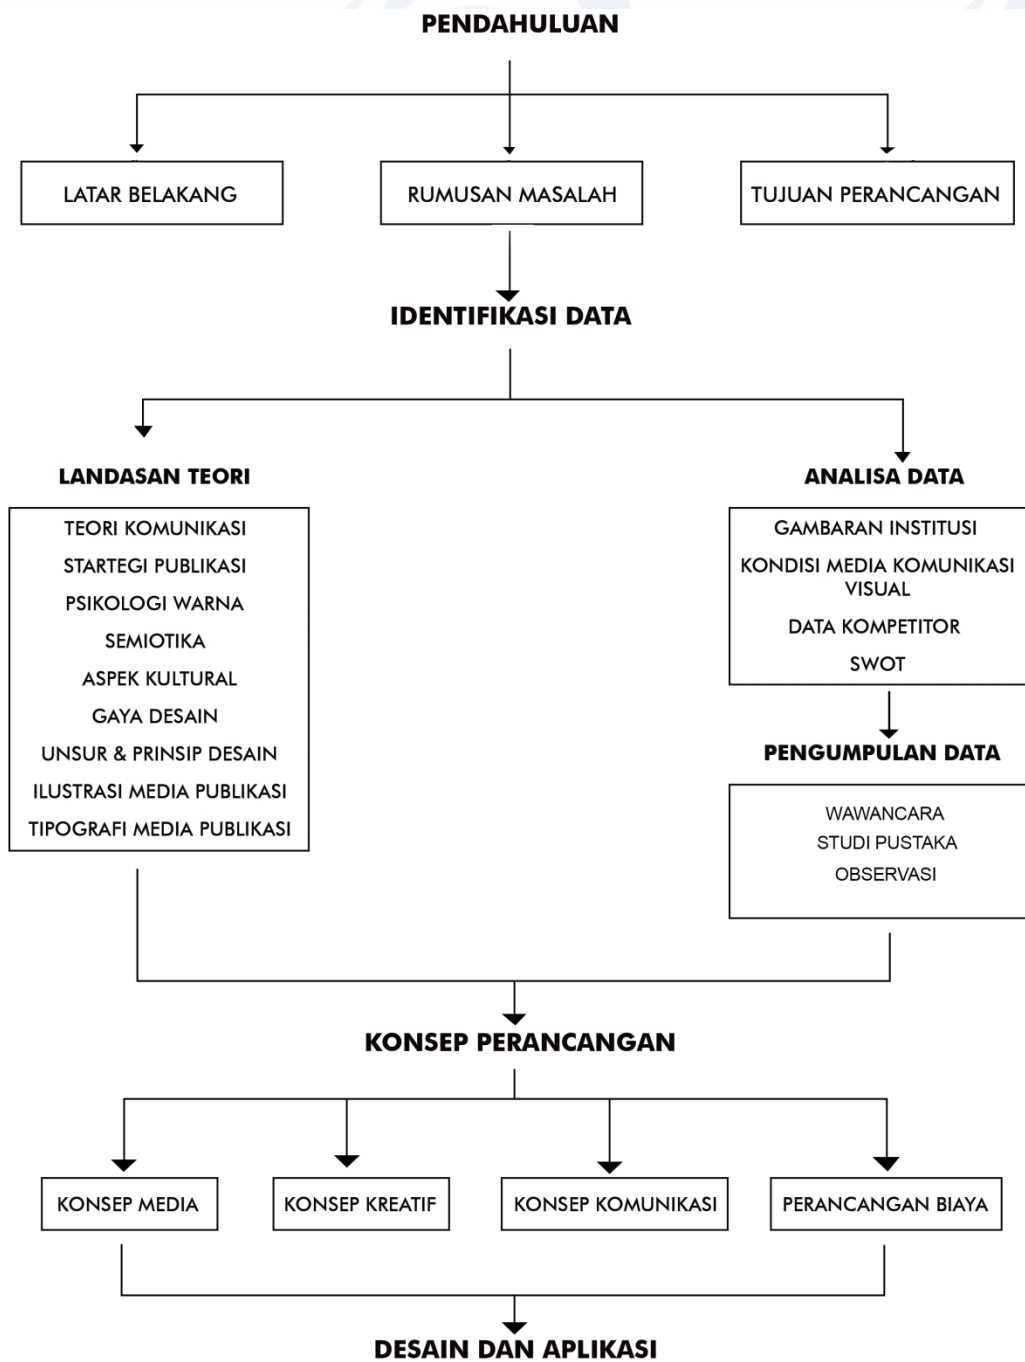 PENDAHULUAN
LATAR BELAKANG
RUMUSAN MASALAH
TUJUAN PERANCANGAN
IDENTIFIKASI DATA
LANDASAN TEORI
TEORI KOMUNIKASI
STARTEGI PUBLIKASI
PSIKOLOGI WARNA
SEMIOTIKA
ASPEK KULTURAL
GAYA DESAIN
UNSUR & PRINSIP DESAIN
ILUSTRASI MEDIA PUBLIKASI
TIPOGRAFI MEDIA PUBLIKASI
ANALISA DATA
GAMBARAN INSTITUSI
KONDISI MEDIA KOMUNIKASI
VISUAL
DATA KOMPETITOR
SWOT
PENGUMPULAN DATA
WAWANCARA
STUDI PUSTAKA
OBSERVASI
KONSEP PERANCANGAN
KONSEP MEDIA
KONSEP KREATIF
KONSEP KOMUNIKASI
PERANCANGAN BIAYA
DESAIN DAN APLIKASI